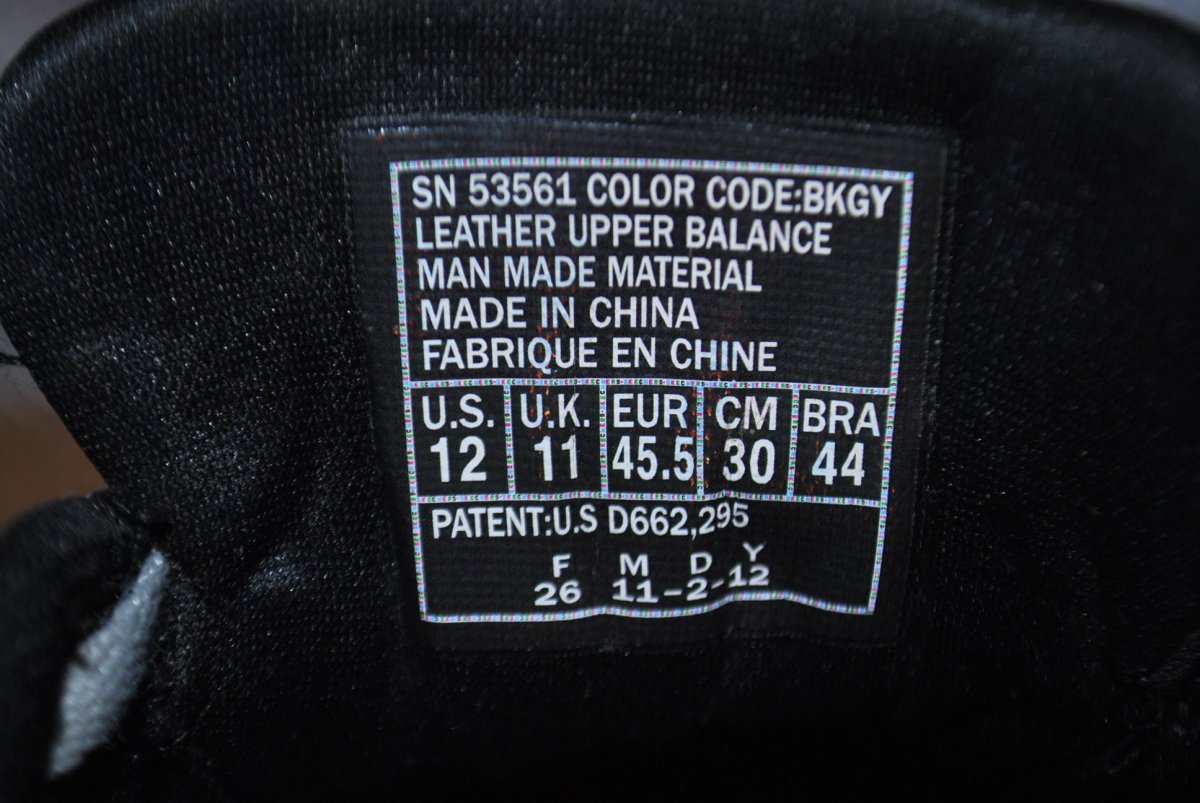 SN 53561 COLOR CODE:BKGY
LEATHER UPPER BALANCE
MAN MADE MATERIAL
MADE IN CHINA
FABRIQUE EN CHINE
U.S. U.K. EUR CM BRA
12 11 45.5 30 44
PATENT:U.S D662,295
F M D Y
26 11-2-12